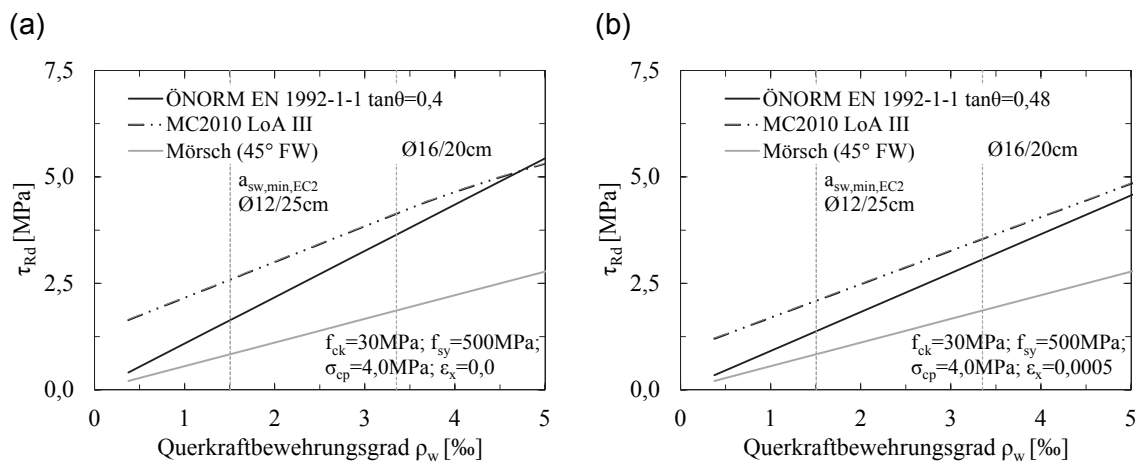 (a)
7,5
5,0
2,5
0,0
τRd [MPa]
ÖNORM EN 1992-1-1 tanθ=0,4
MC2010 LoA III
Mörsch (45° FW)
Ø16/20cm
asw,min,EC2
Ø12/25cm
fck=30MPa; fsy=500MPa;
σcp=4,0MPa; εx=0,0
0 1 2 3 4 5
Querkraftbewehrungsgrad ρw [‰]
(b)
7,5
5,0
2,5
0,0
τRd [MPa]
ÖNORM EN 1992-1-1 tanθ=0,48
MC2010 LoA III
Mörsch (45° FW)
Ø16/20cm
asw,min,EC2
Ø12/25cm
fck=30MPa; fsy=500MPa;
σcp=4,0MPa; εx=0,0005
0 1 2 3 4 5
Querkraftbewehrungsgrad ρw [‰]